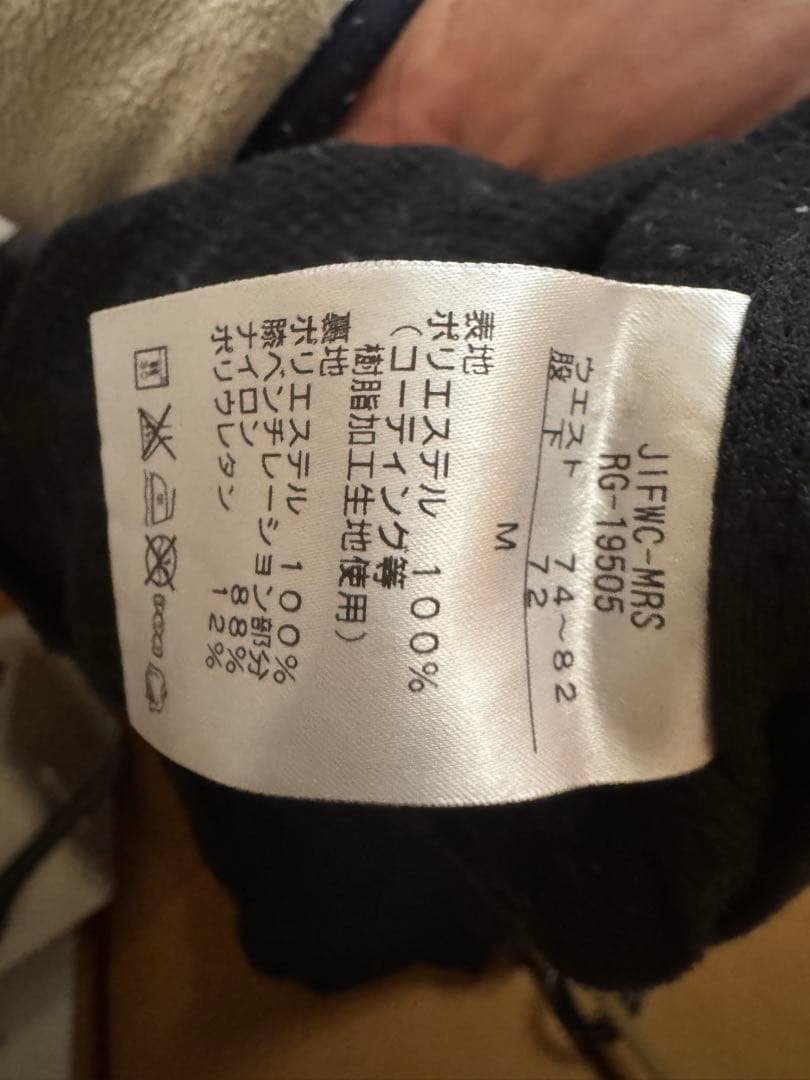 JIFWC-MRS
RG-19505
ウエスト 74~82
股下 72
M
表地
ポリエステル 100%
(コーティング等
樹脂加工生地使用)
裏地
ポリエステル 100%
膝ベンチレーション部分
ナイロン 88%
ポリウレタン 12%